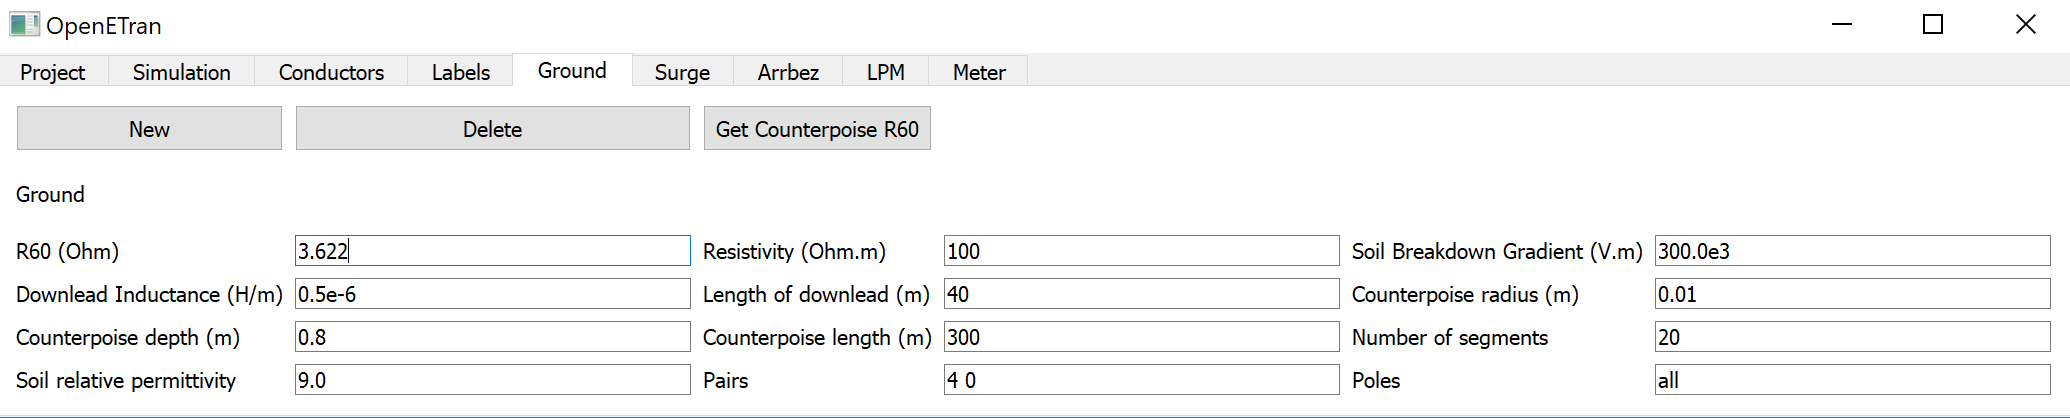 OpenETran
Project Simulation Conductors Labels Ground Surge Arrbez LPM Meter
New Delete Get Counterpoise R60
Ground
R60 (Ohm) 3.622 Resistivity (Ohm.m) 100 Soil Breakdown Gradient (V.m) 300.0e3
Downlead Inductance (H/m) 0.5e-6 Length of downlead (m) 40 Counterpoise radius (m) 0.01
Counterpoise depth (m) 0.8 Counterpoise length (m) 300 Number of segments 20
Soil relative permittivity 9.0 Pairs 4 0 Poles all